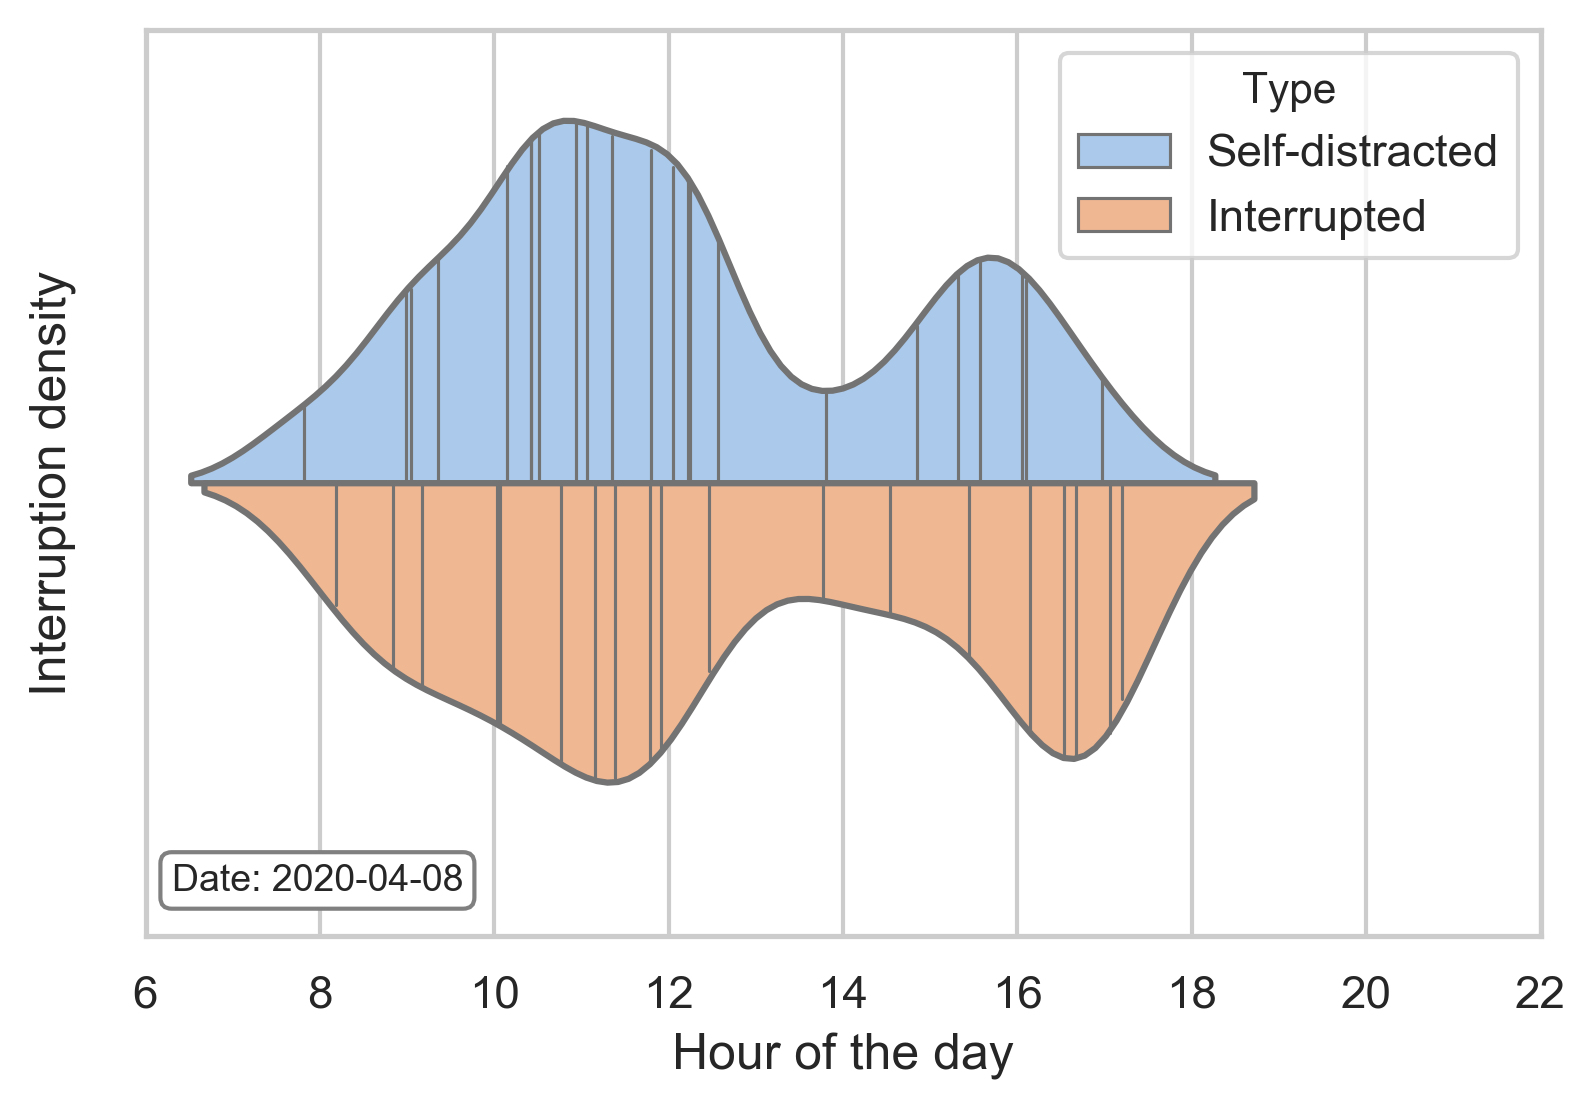 Type
Self-distracted
Interrupted
Interruption density
Date: 2020-04-08
6 8 10 12 14 16 18 20 22
Hour of the day